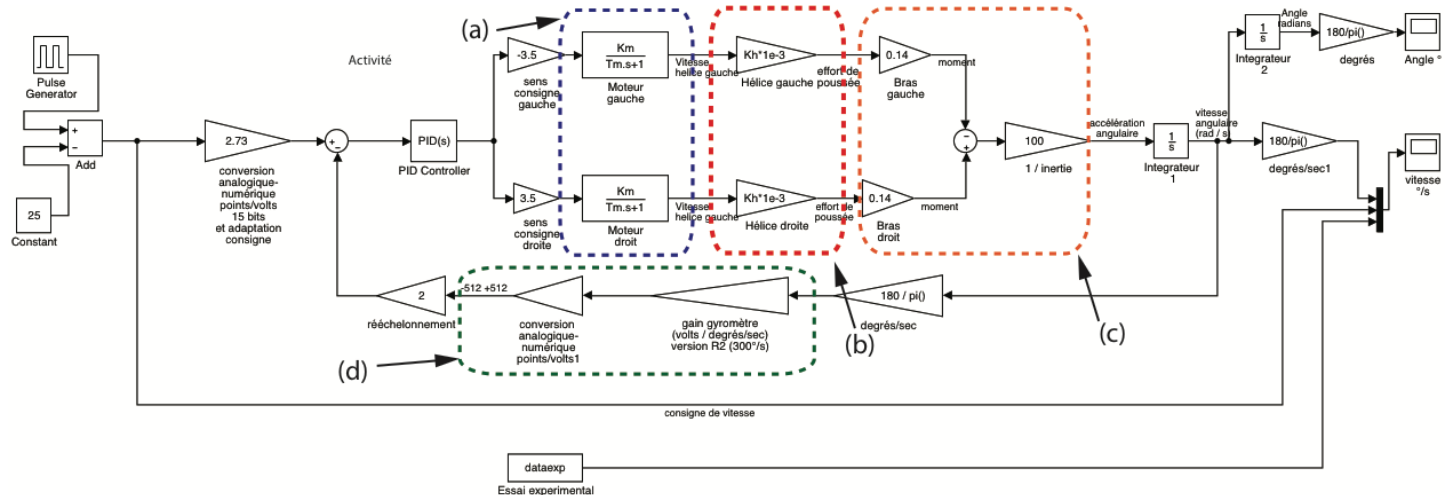 (a)
Activité
Pulse
Generator
+
−
Add
25
Constant
2.73
conversion
analogique-
numérique
points/volts
15 bits
et adaptation
consigne
+
−
PID(s)
PID Controller
-3.5
sens
consigne
gauche
3.5
sens
consigne
droite
Km
Tm.s+1
Moteur
gauche
Km
Tm.s+1
Moteur
droit
Vitesse
helice gauche
Vitesse
helice gauche
Kh*1e-3
Hélice gauche
Kh*1e-3
Hélice droite
effort de
poussée
effort de
poussée
0.14
Bras
gauche
moment
0.14
Bras
droit
moment
−
+
100
1 / inertie
accélération
angulaire
1
s
Integrateur
1
vitesse
angulaire
(rad / s)
1
s
Integrateur
2
Angle
radians
180/pi()
degrés
Angle °
180/pi()
degrés/sec1
vitesse
°/s
2
rééchelonnement
-512 +512
conversion
analogique-
numérique
points/volts1
gain gyromètre
(volts / degrés/sec)
version R2 (300°/s)
180 / pi()
degrés/sec
(b)
(c)
(d)
consigne de vitesse
dataexp
Essai experimental